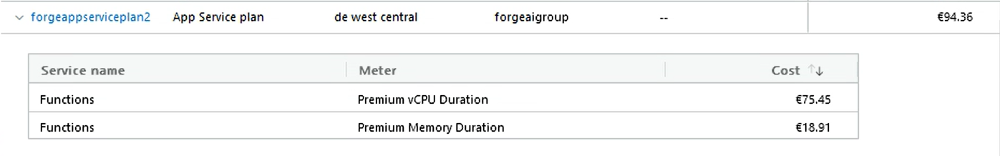 forgeappserviceplan2 App Service plan de west central forgeaigroup -- €94.36
Service name Meter Cost ↑↓
Functions Premium vCPU Duration €75.45
Functions Premium Memory Duration €18.91